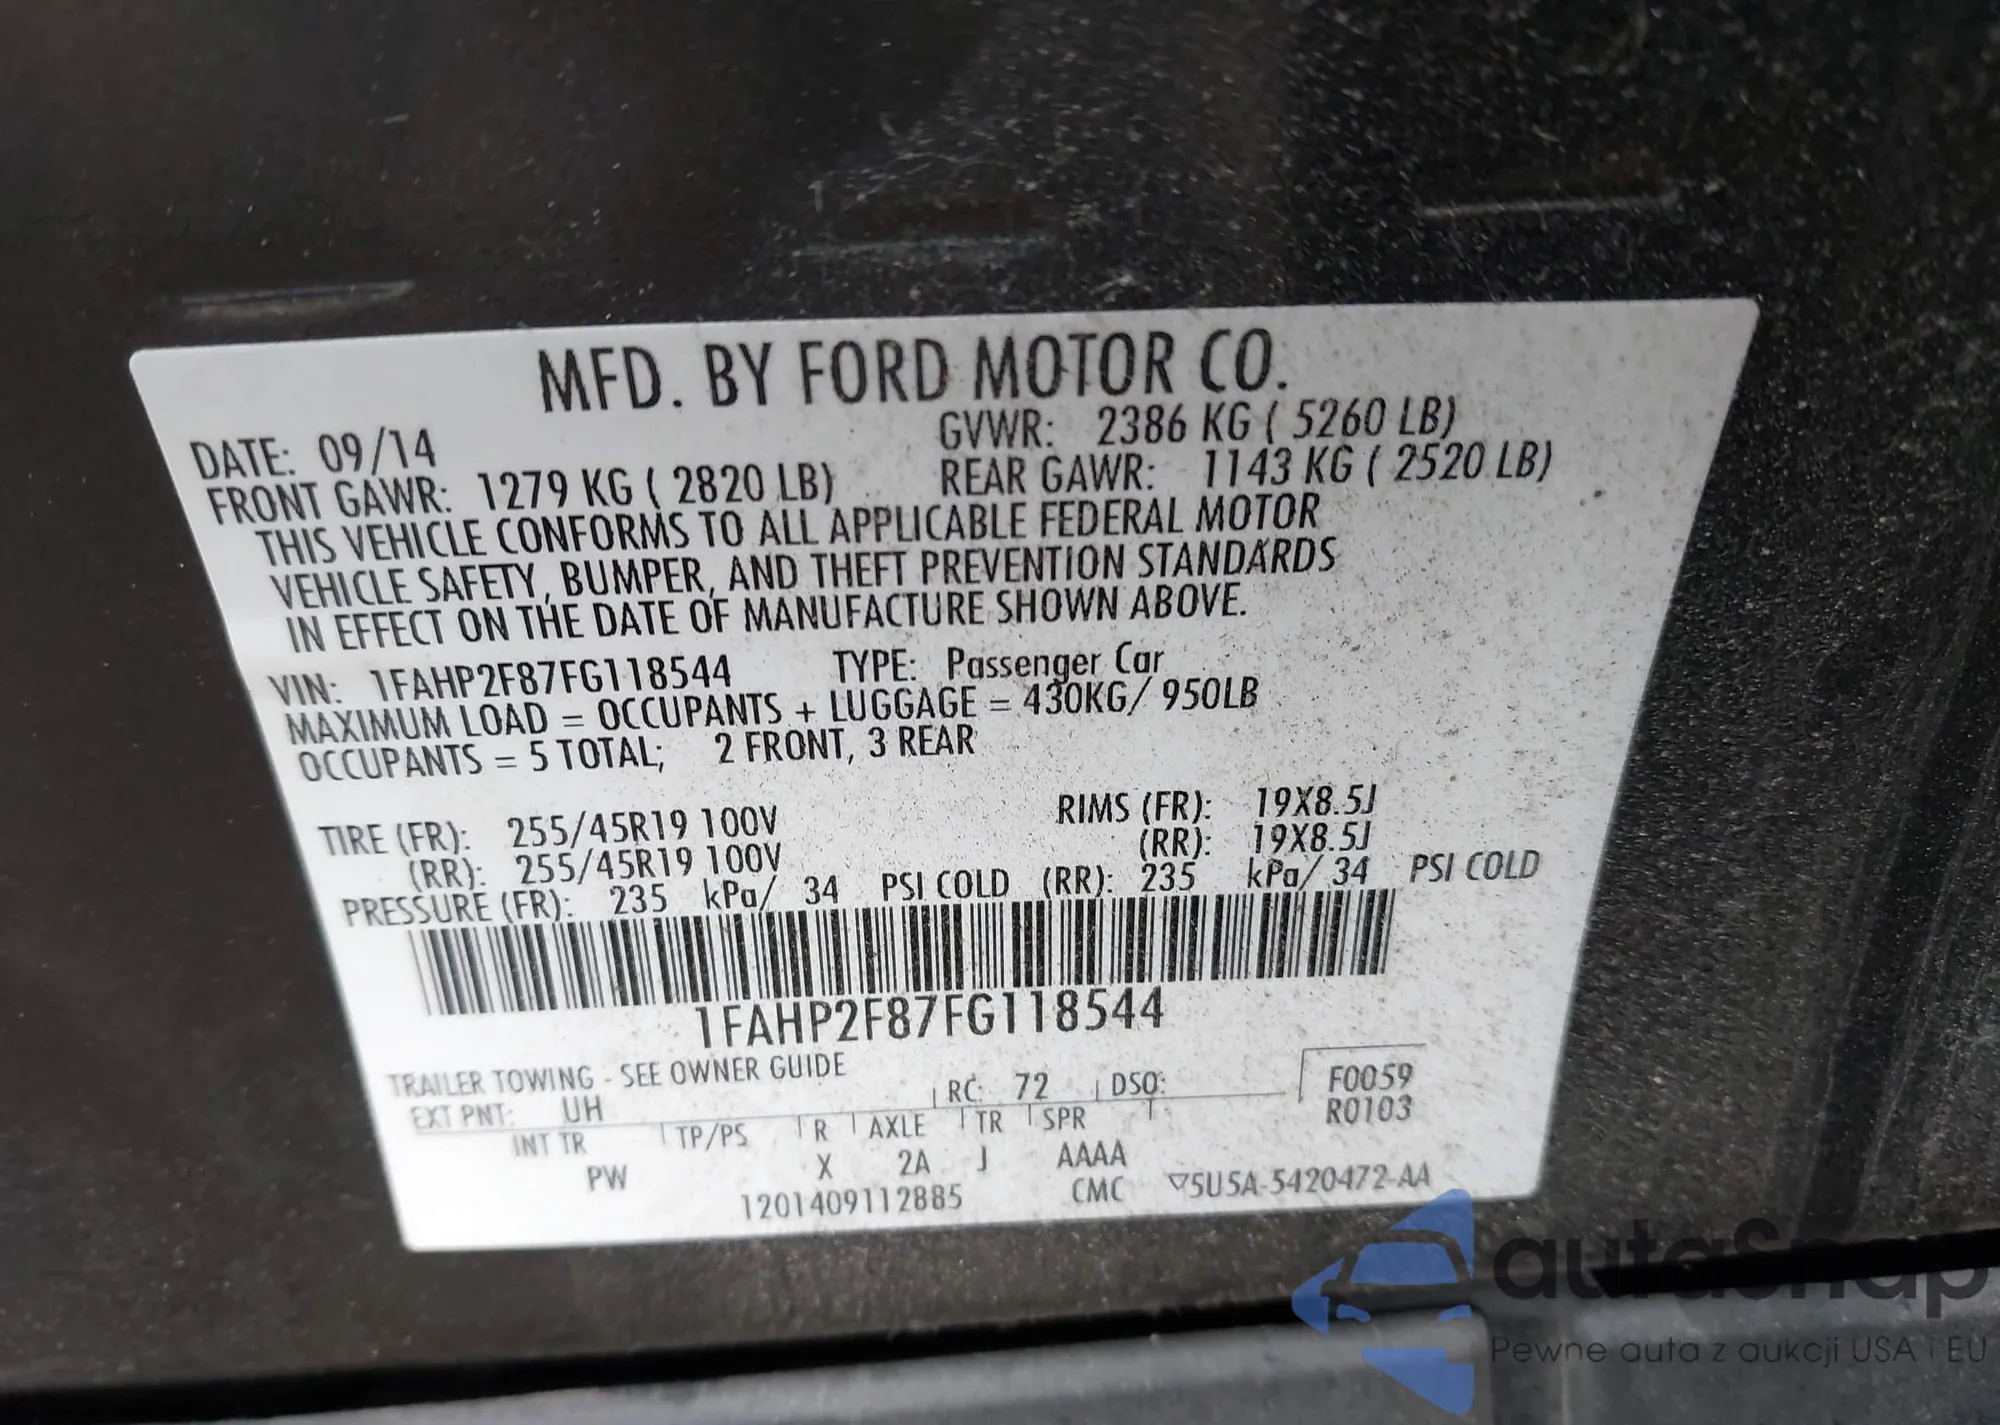 MFD. BY FORD MOTOR CO.
DATE: 09/14 GVWR: 2386 KG ( 5260 LB)
FRONT GAWR: 1279 KG ( 2820 LB) REAR GAWR: 1143 KG ( 2520 LB)
THIS VEHICLE CONFORMS TO ALL APPLICABLE FEDERAL MOTOR
VEHICLE SAFETY, BUMPER, AND THEFT PREVENTION STANDARDS
IN EFFECT ON THE DATE OF MANUFACTURE SHOWN ABOVE.
VIN: 1FAHP2F87FG118544 TYPE: Passenger Car
MAXIMUM LOAD = OCCUPANTS + LUGGAGE = 430KG/ 950LB
OCCUPANTS = 5 TOTAL; 2 FRONT, 3 REAR
TIRE (FR): 255/45R19 100V RIMS (FR): 19X8.5J
(RR): 255/45R19 100V (RR): 19X8.5J
PRESSURE (FR): 235 kPa/ 34 PSI COLD (RR): 235 kPa/ 34 PSI COLD
1FAHP2F87FG118544
TRAILER TOWING - SEE OWNER GUIDE
EXT PNT: UH RC: 72 DSO: F0059
R0103
INT TR TP/PS R AXLE TR SPR
PW X 2A J AAAA
1201409112885 CMC ▽5U5A-5420472-AA
autasnap
Pewne auta z aukcji USA i EU